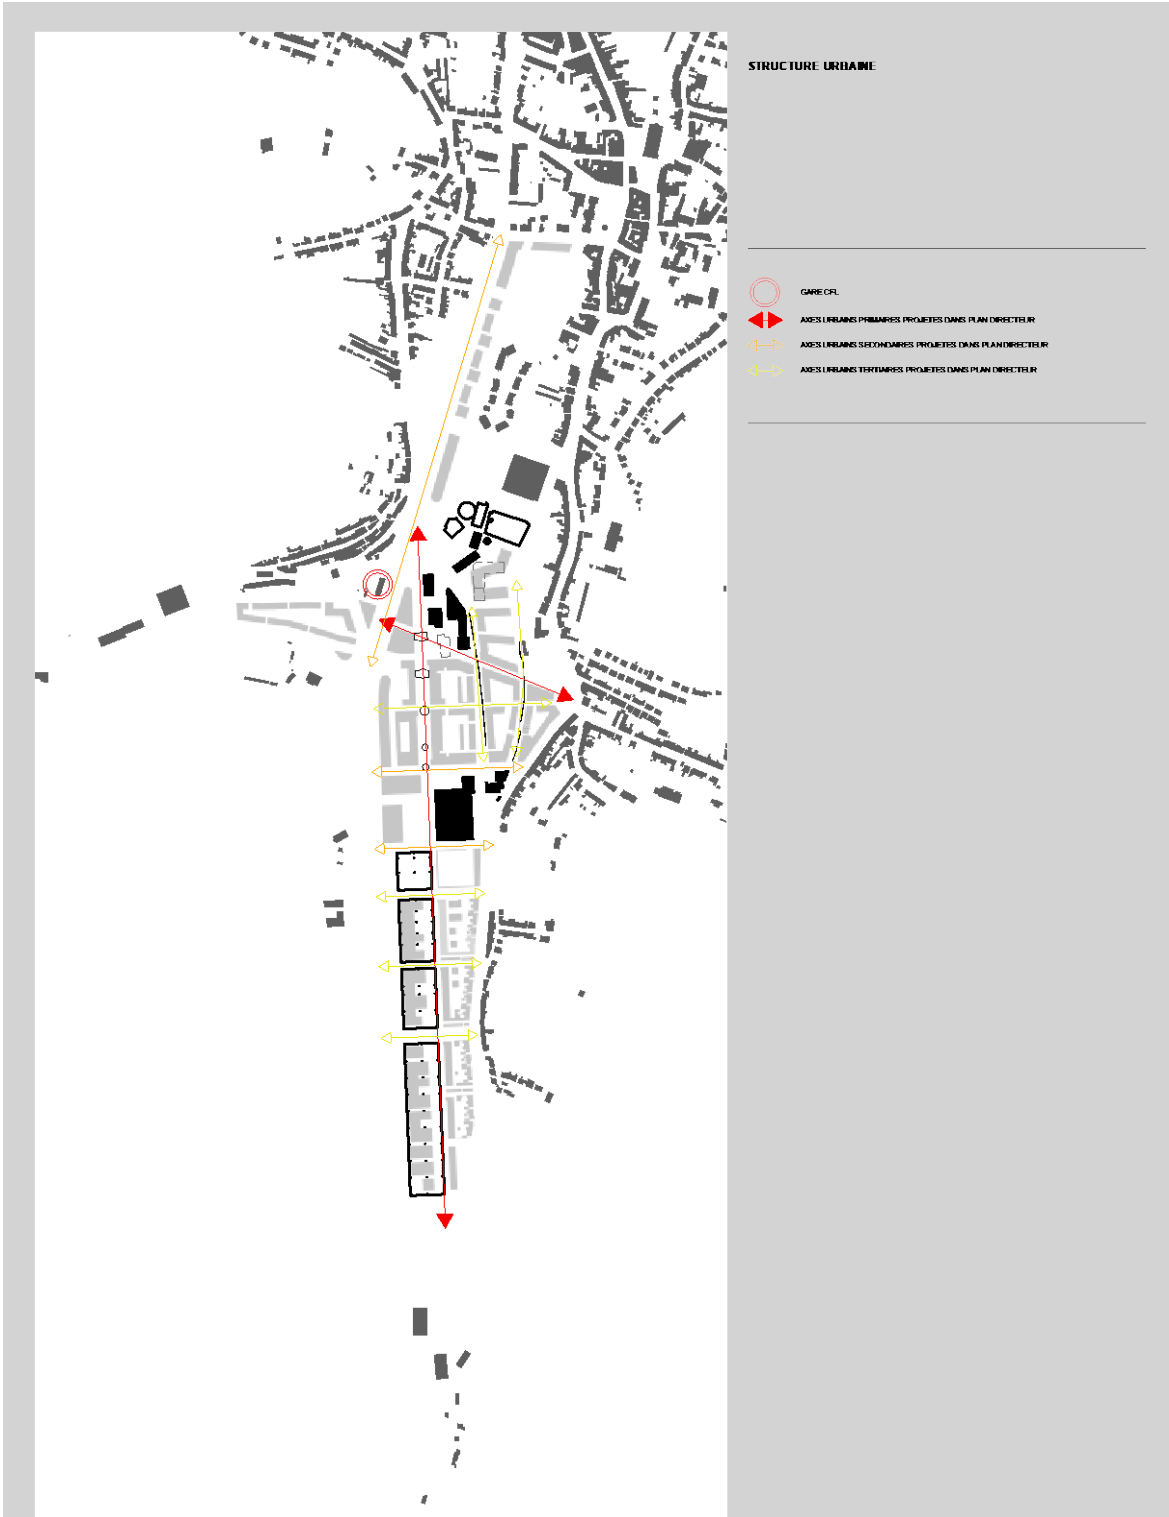 STRUCTURE URBAINE
GARE CFL
AXES URBAINS PRIMAIRES PROJETES DANS PLAN DIRECTEUR
AXES URBAINS SECONDAIRES PROJETES DANS PLAN DIRECTEUR
AXES URBAINS TERTIAIRES PROJETES DANS PLAN DIRECTEUR